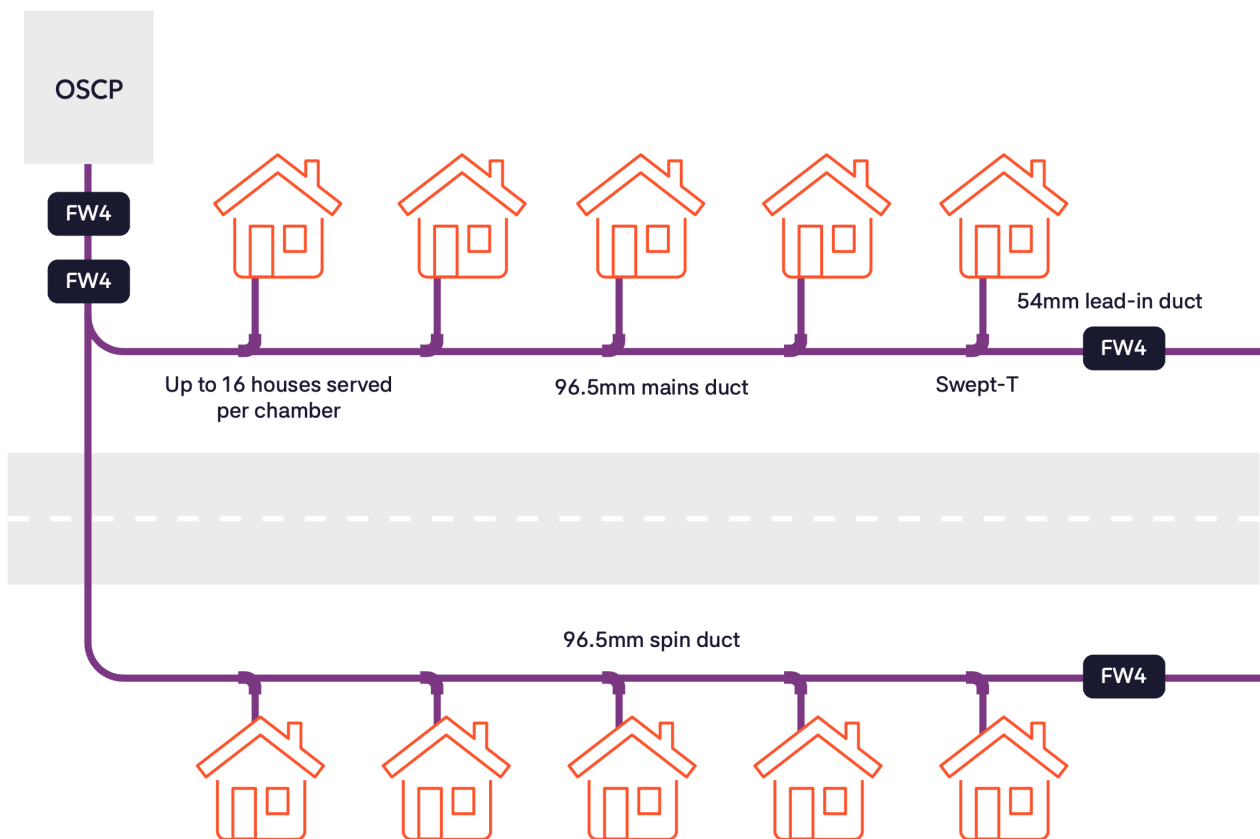 OSCP
FW4
FW4
54mm lead-in duct
FW4
Up to 16 houses served
per chamber
96.5mm mains duct
Swept-T
96.5mm spin duct
FW4